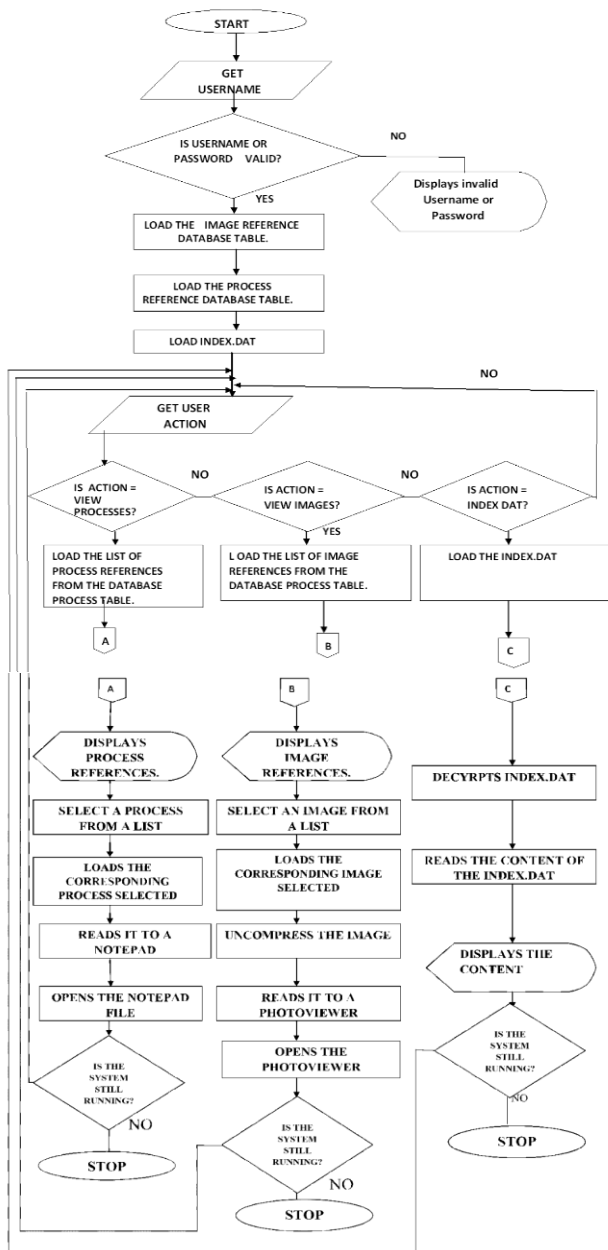 START
GET
USERNAME
IS USERNAME OR
PASSWORD VALID?
NO
Displays invalid
Username or
Password
YES
LOAD THE IMAGE REFERENCE
DATABASE TABLE.
LOAD THE PROCESS
REFERENCE DATABASE TABLE.
LOAD INDEX.DAT
NO
GET USER
ACTION
IS ACTION =
VIEW
PROCESSES?
NO
IS ACTION =
VIEW IMAGES?
NO
IS ACTION =
INDEX DAT?
YES
LOAD THE LIST OF
PROCESS REFERENCES
FROM THE DATABASE
PROCESS TABLE.
L OAD THE LIST OF IMAGE
REFERENCES FROM THE
DATABASE PROCESS TABLE.
LOAD THE INDEX.DAT
A
B
C
A
DISPLAYS
PROCESS
REFERENCES.
SELECT A PROCESS
FROM A LIST
LOADS THE
CORRESPONDING
PROCESS SELECTED
READS IT TO A
NOTEPAD
OPENS THE NOTEPAD
FILE
IS THE
SYSTEM
STILL
RUNNING?
NO
STOP
B
DISPLAYS
IMAGE
REFERENCES.
SELECT AN IMAGE FROM
A LIST
LOADS THE
CORRESPONDING IMAGE
SELECTED
UNCOMPRESS THE IMAGE
READS IT TO A
PHOTOVIEWER
OPENS THE
PHOTOVIEWER
IS THE
SYSTEM
STILL
RUNNING?
NO
STOP
C
DECYRPTS INDEX.DAT
READS THE CONTENT OF
THE INDEX.DAT
DISPLAYS THE
CONTENT
IS THE
SYSTEM
STILL
RUNNING?
NO
STOP